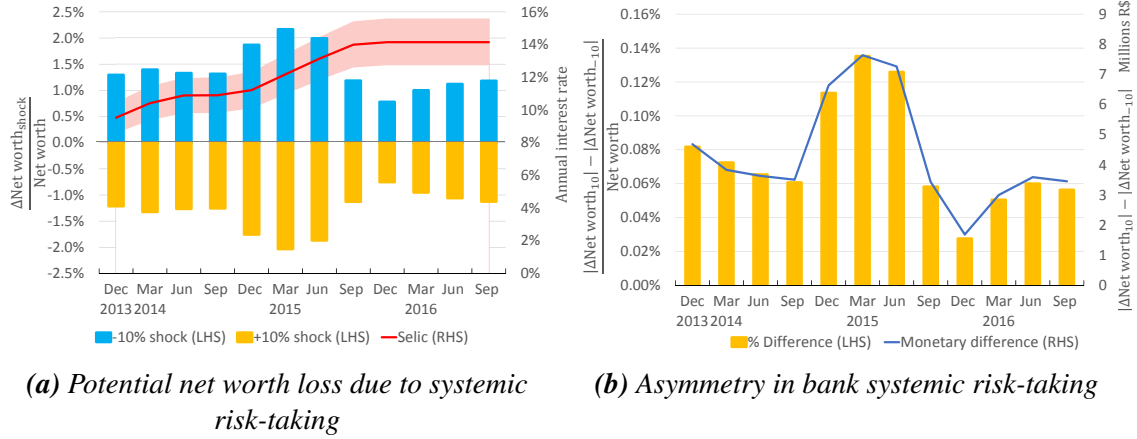 2.5%
2.0%
1.5%
1.0%
0.5%
0.0%
-0.5%
-1.0%
-1.5%
-2.0%
-2.5%
ΔNet worth_shock
Net worth
16%
14%
12%
10%
8%
6%
4%
2%
0%
Annual interest rate
Dec Mar Jun Sep Dec Mar Jun Sep Dec Mar Jun Sep
2013 2014 2015 2016
-10% shock (LHS) +10% shock (LHS) Selic (RHS)
(a) Potential net worth loss due to systemic
risk-taking
0.16%
0.14%
0.12%
0.10%
0.08%
0.06%
0.04%
0.02%
0.00%
|ΔNet worth₁₀| − |ΔNet worth₋₁₀|
Net worth
9
8
7
6
5
4
3
2
1
0
|ΔNet worth₁₀| − |ΔNet worth₋₁₀| Millions R$
Dec Mar Jun Sep Dec Mar Jun Sep Dec Mar Jun Sep
2013 2014 2015 2016
% Difference (LHS) Monetary difference (RHS)
(b) Asymmetry in bank systemic risk-taking